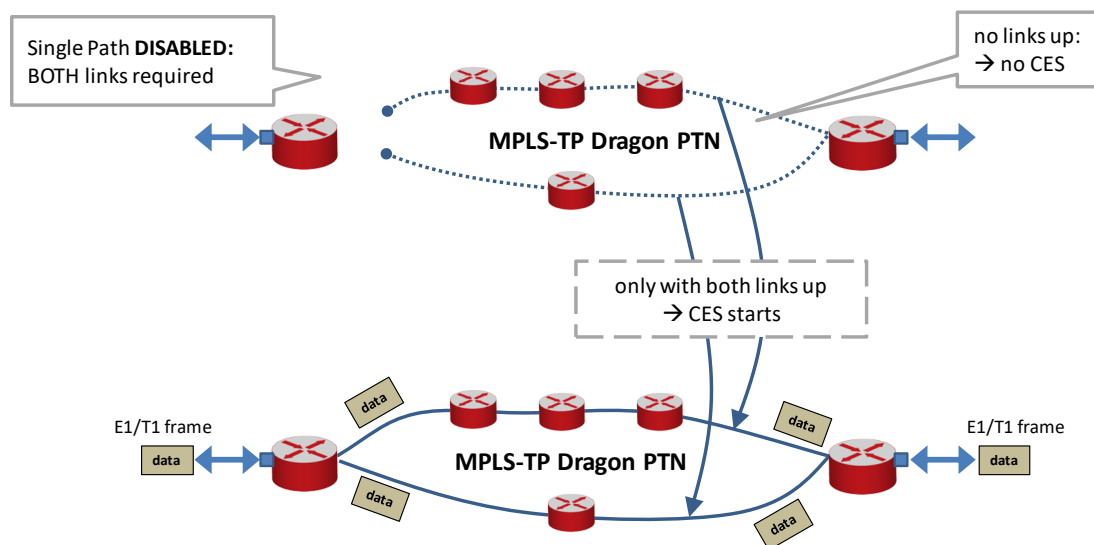 Single Path DISABLED:
BOTH links required
no links up:
→ no CES
MPLS-TP Dragon PTN
only with both links up
→ CES starts
data
data
E1/T1 frame
data
E1/T1 frame
data
MPLS-TP Dragon PTN
data
data